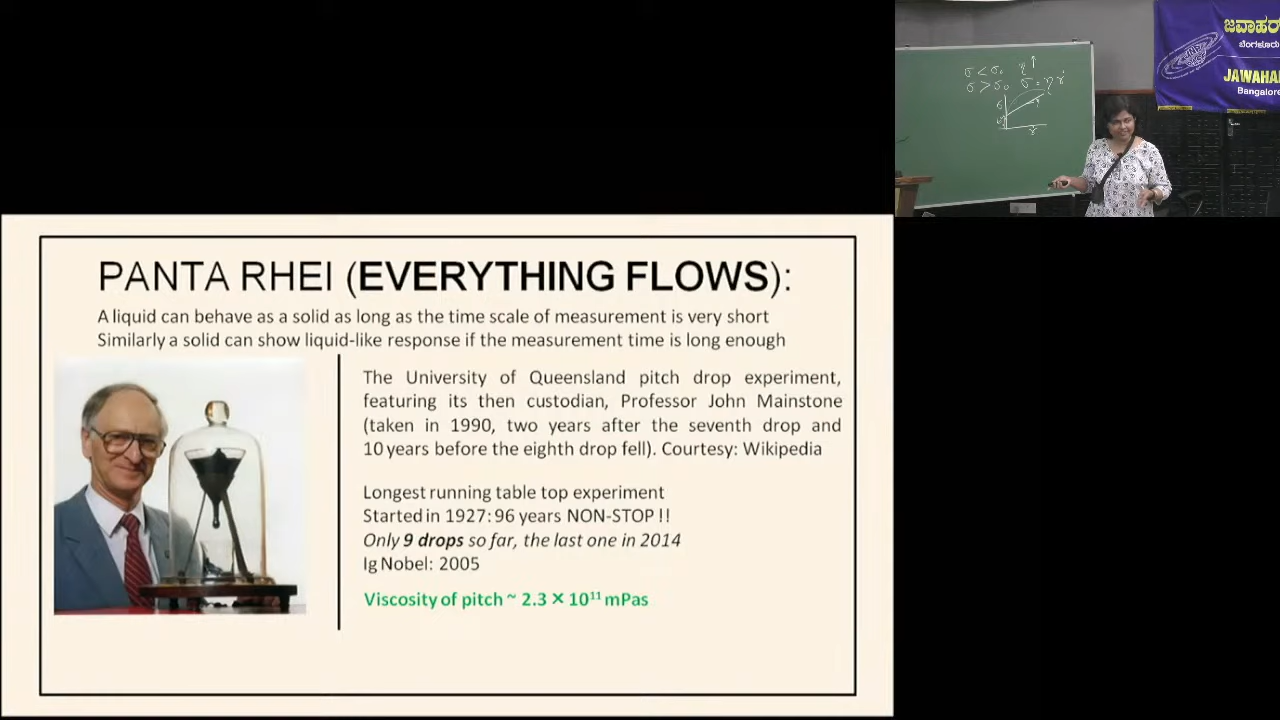 σ < σ₀ η ↑
σ > σ₀ σ = η γ̇
σ
γ̇
ಜವಾಹರ
ಬೆಂಗಳೂರು
JAWAHA
Bangalore
PANTA RHEI (EVERYTHING FLOWS):
A liquid can behave as a solid as long as the time scale of measurement is very short
Similarly a solid can show liquid-like response if the measurement time is long enough
The University of Queensland pitch drop experiment,
featuring its then custodian, Professor John Mainstone
(taken in 1990, two years after the seventh drop and
10 years before the eighth drop fell). Courtesy: Wikipedia
Longest running table top experiment
Started in 1927: 96 years NON-STOP !!
Only 9 drops so far, the last one in 2014
Ig Nobel: 2005
Viscosity of pitch ~ 2.3 × 10¹¹ mPas